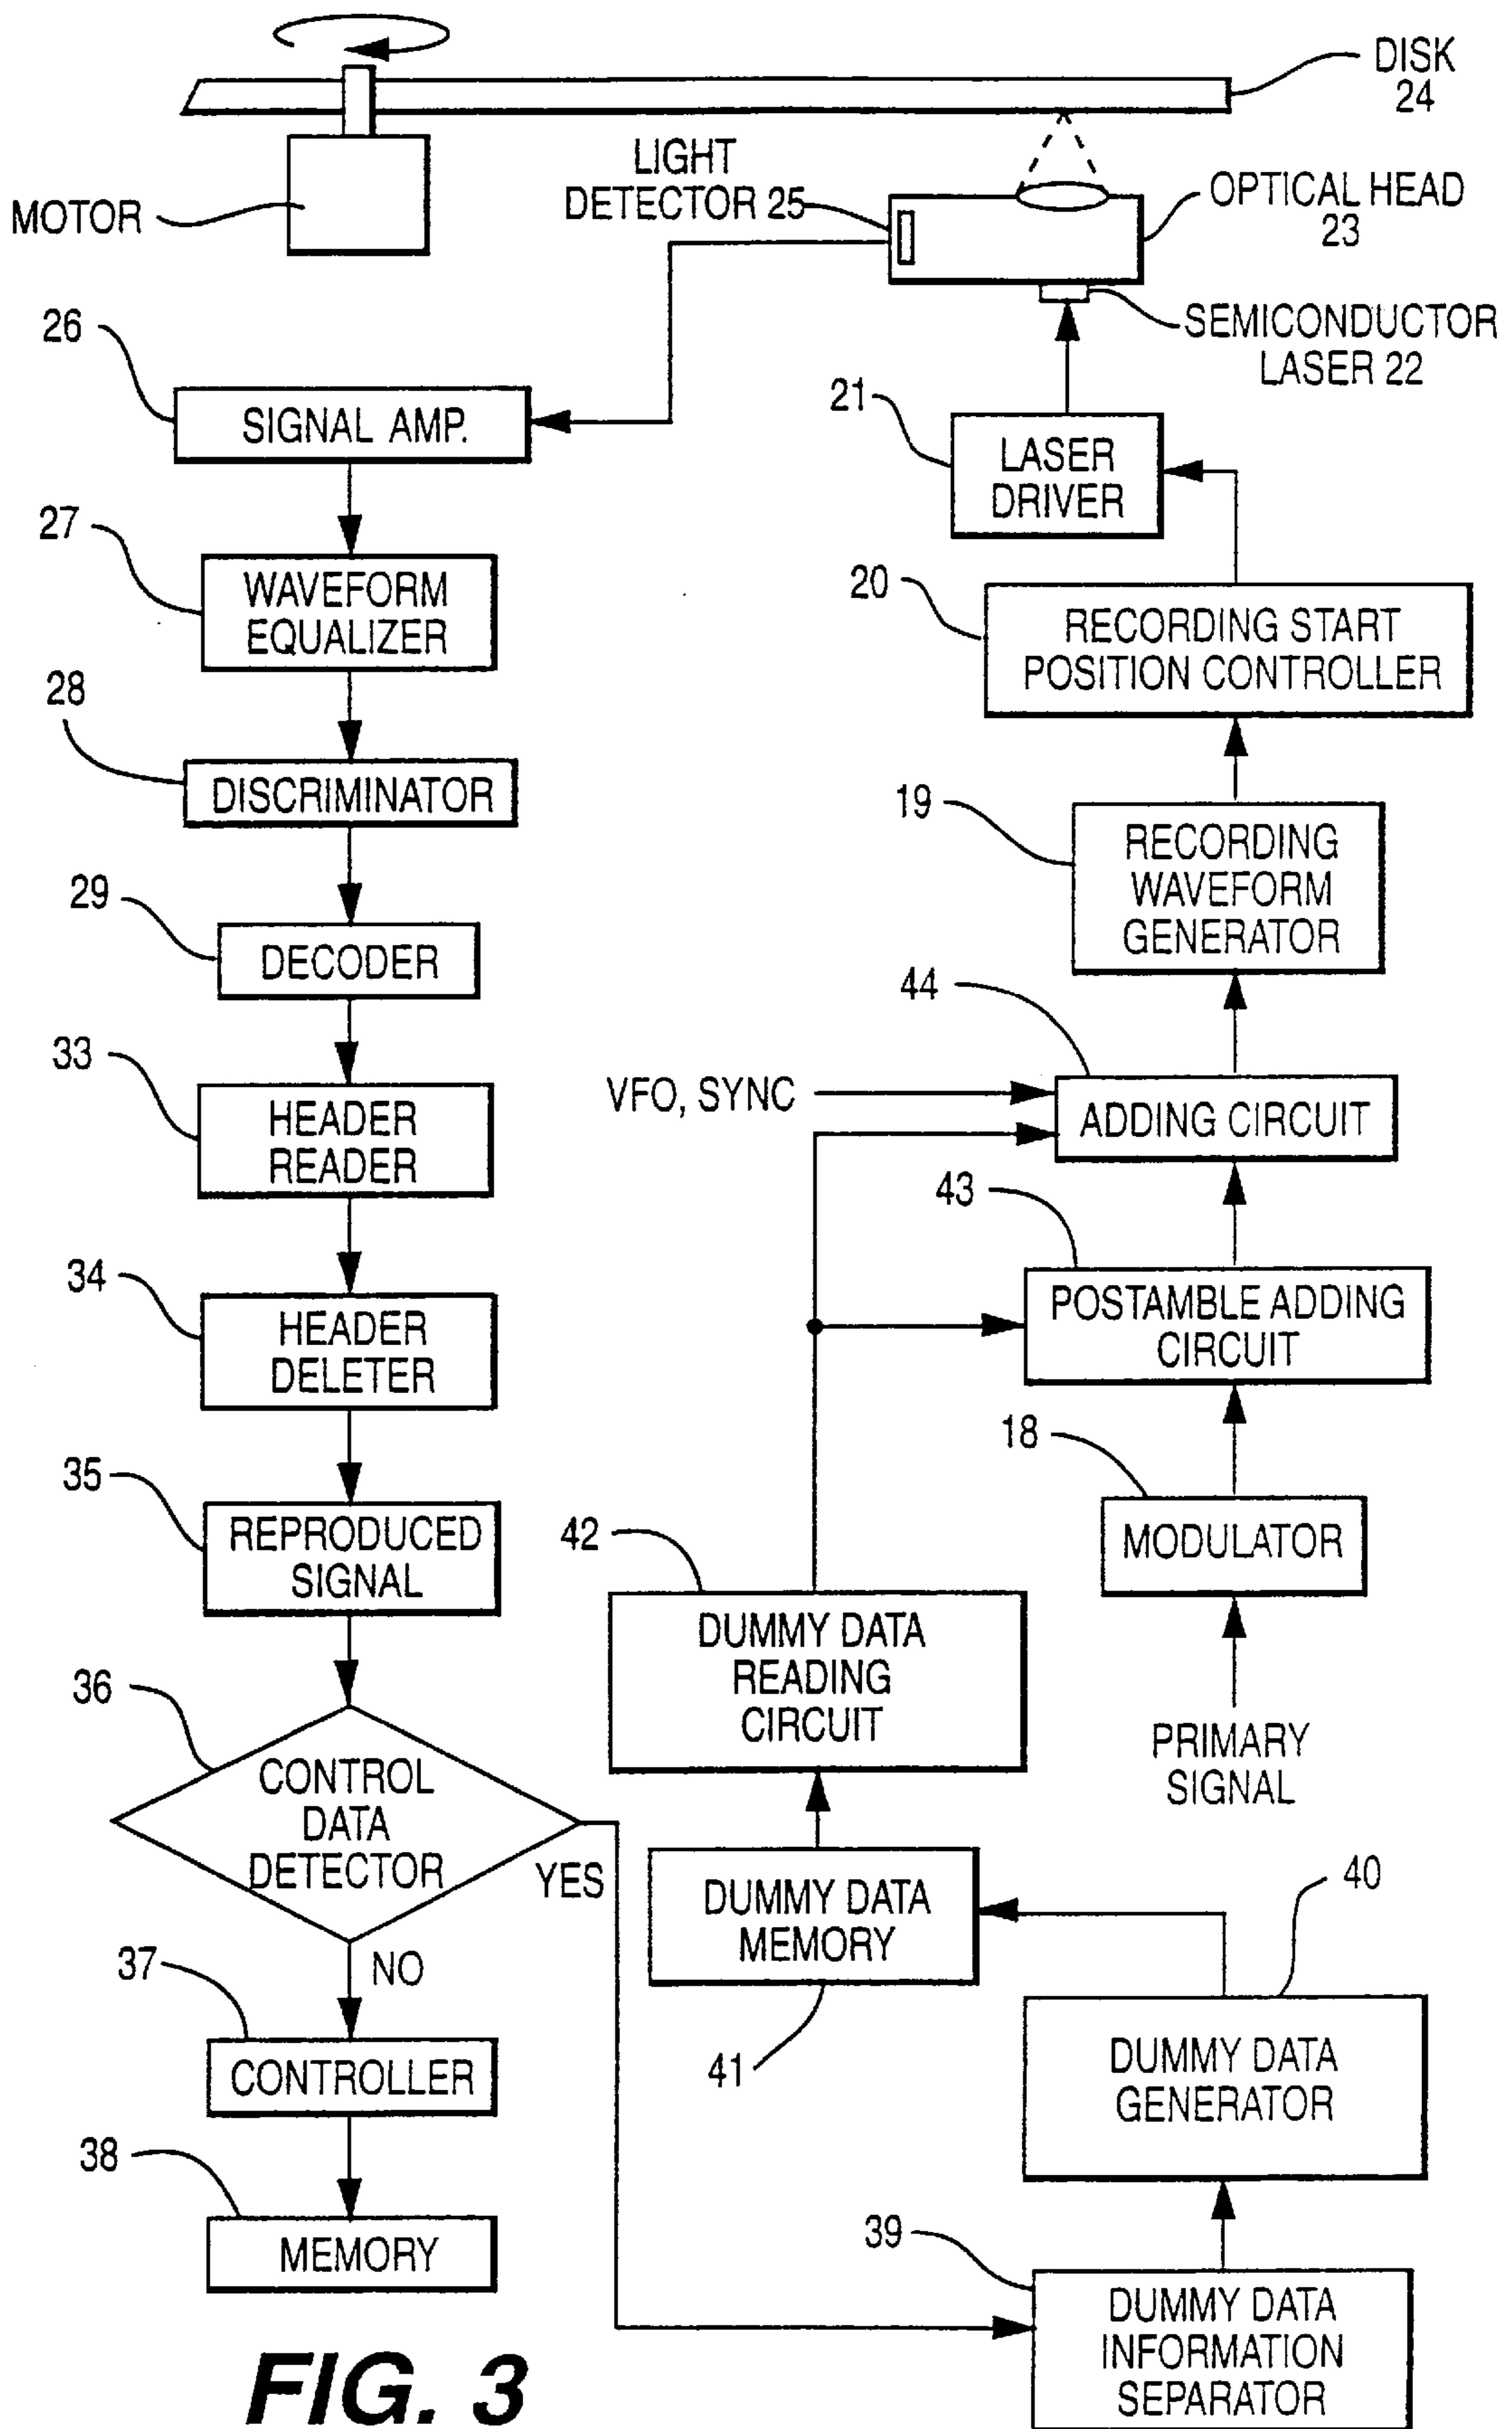 DISK
24
LIGHT
DETECTOR 25
MOTOR
OPTICAL HEAD
23
SEMICONDUCTOR
LASER 22
26
SIGNAL AMP.
21
LASER
DRIVER
27
WAVEFORM
EQUALIZER
20
RECORDING START
POSITION CONTROLLER
28
DISCRIMINATOR
19
RECORDING
WAVEFORM
GENERATOR
29
DECODER
44
33
HEADER
READER
VFO, SYNC
ADDING CIRCUIT
43
34
HEADER
DELETER
POSTAMBLE ADDING
CIRCUIT
18
35
REPRODUCED
SIGNAL
MODULATOR
42
DUMMY DATA
READING
CIRCUIT
PRIMARY
SIGNAL
36
CONTROL
DATA
DETECTOR
YES
NO
DUMMY DATA
MEMORY
41
40
37
CONTROLLER
DUMMY DATA
GENERATOR
38
MEMORY
39
DUMMY DATA
INFORMATION
SEPARATOR
FIG. 3